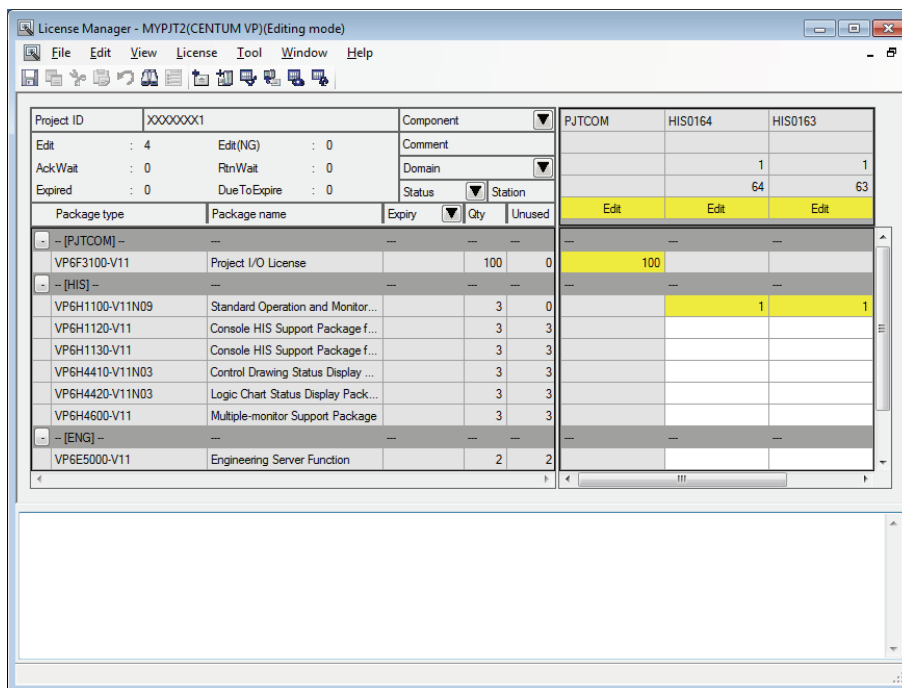 License Manager - MYPJT2(CENTUM VP)(Editing mode)
File Edit View License Tool Window Help
Project ID XXXXXXX1 Component PJTCOM HIS0164 HIS0163
Edit : 4 Edit(NG) : 0 Comment
AckWait : 0 RtnWait : 0 Domain 1 1
Expired : 0 DueToExpire : 0 Status Station 64 63
Package type Package name Expiry Qty Unused Edit Edit Edit
- -- [PJTCOM] -- --- --- --- --- --- --- ---
VP6F3100-V11 Project I/O License 100 0 100
- -- [HIS] -- --- --- --- --- --- --- ---
VP6H1100-V11N09 Standard Operation and Monitor... 3 0 1 1
VP6H1120-V11 Console HIS Support Package f... 3 3
VP6H1130-V11 Console HIS Support Package f... 3 3
VP6H4410-V11N03 Control Drawing Status Display ... 3 3
VP6H4420-V11N03 Logic Chart Status Display Pack... 3 3
VP6H4600-V11 Multiple-monitor Support Package 3 3
- -- [ENG] -- --- --- --- --- --- --- ---
VP6E5000-V11 Engineering Server Function 2 2